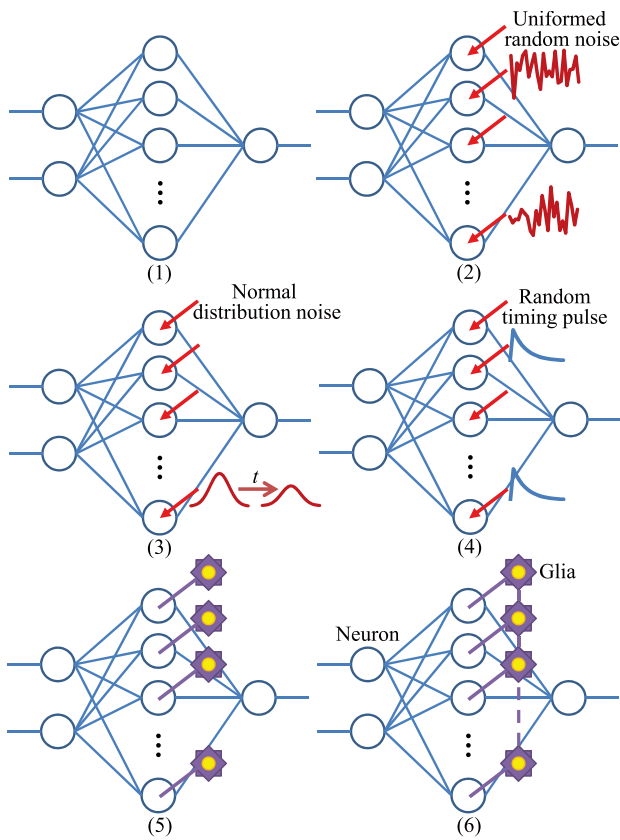 Uniformed
random noise
(1)
(2)
Normal
distribution noise
t
Random
timing pulse
(3)
(4)
Glia
Neuron
(5)
(6)